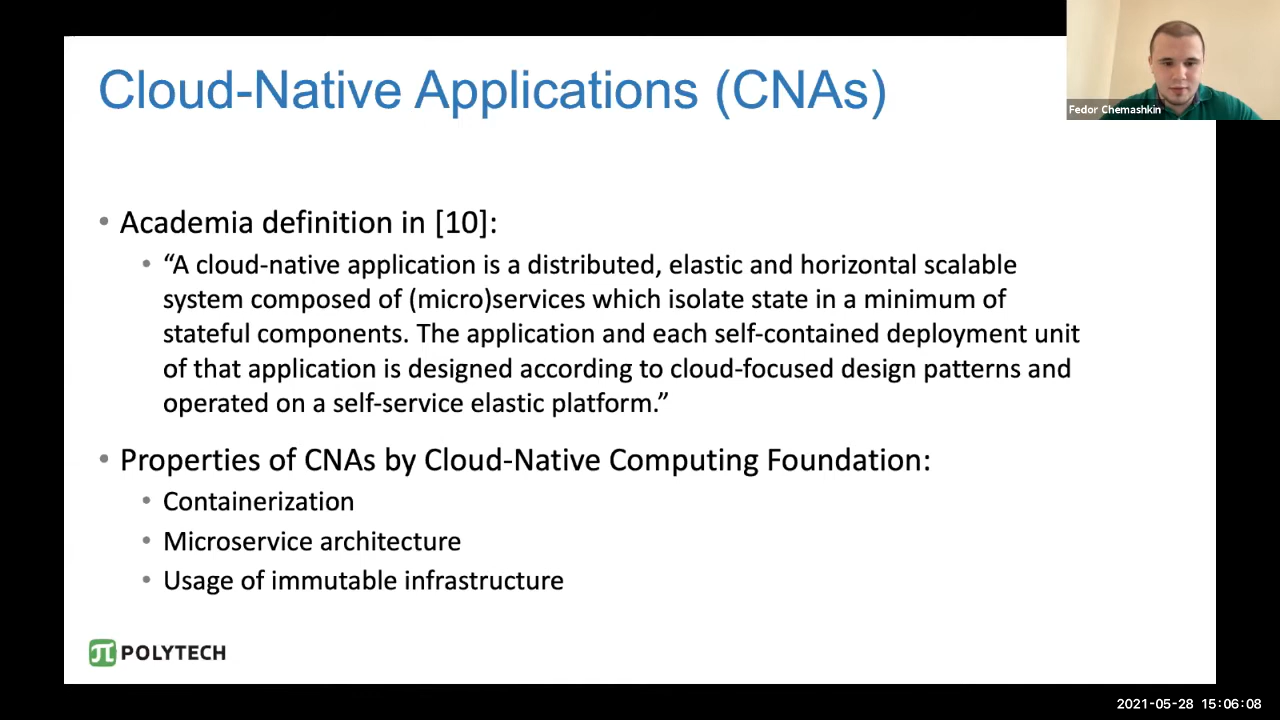 Cloud-Native Applications (CNAs)
Fedor Chemashkin
• Academia definition in [10]:
• “A cloud-native application is a distributed, elastic and horizontal scalable
system composed of (micro)services which isolate state in a minimum of
stateful components. The application and each self-contained deployment unit
of that application is designed according to cloud-focused design patterns and
operated on a self-service elastic platform.”
• Properties of CNAs by Cloud-Native Computing Foundation:
• Containerization
• Microservice architecture
• Usage of immutable infrastructure
POLYTECH
2021-05-28 15:06:08